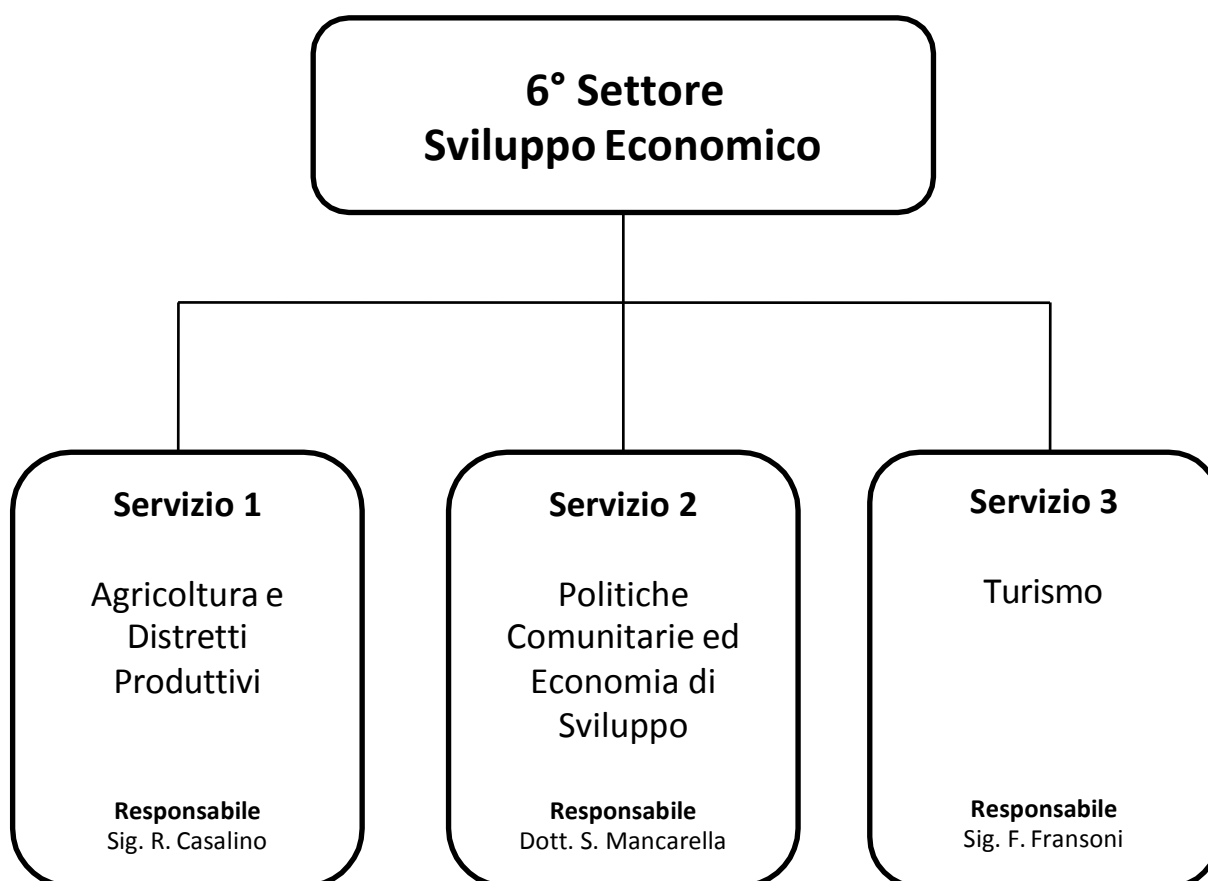 6° Settore
Sviluppo Economico
Servizio 1
Agricoltura e
Distretti
Produttivi
Responsabile
Sig. R. Casalino
Servizio 2
Politiche
Comunitarie ed
Economia di
Sviluppo
Responsabile
Dott. S. Mancarella
Servizio 3
Turismo
Responsabile
Sig. F. Fransoni